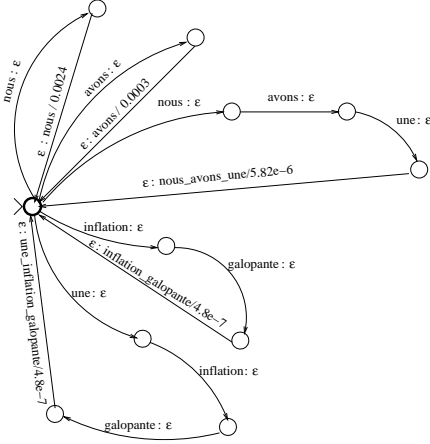 nous : ε
ε : nous / 0.0024
avons : ε
ε : avons / 0.0003
nous : ε
avons : ε
une : ε
ε : nous_avons_une/5.82e−6
inflation : ε
galopante : ε
ε : inflation_galopante/4.8e−7
une : ε
inflation : ε
galopante : ε
ε : une_inflation_galopante/4.8e−7